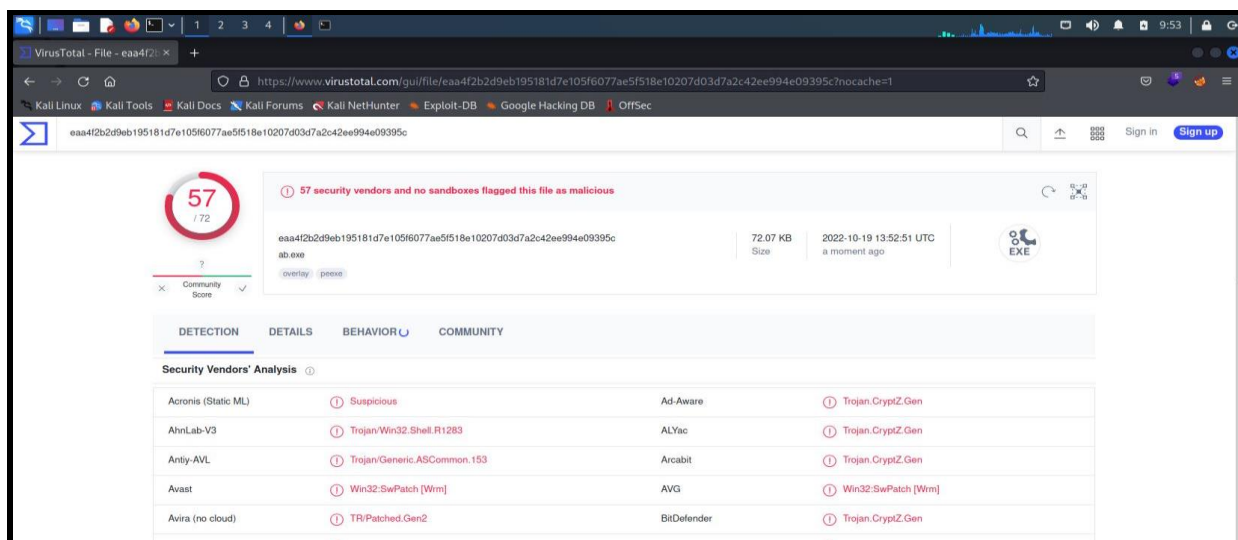 1 2 3 4
9:53
VirusTotal - File - eaa4f2b
https://www.virustotal.com/gui/file/eaa4f2b2d9eb195181d7e105f6077ae5f518e10207d03d7a2c42ee994e09395c?nocache=1
5
Kali Linux Kali Tools Kali Docs Kali Forums Kali NetHunter Exploit-DB Google Hacking DB OffSec
eaa4f2b2d9eb195181d7e105f6077ae5f518e10207d03d7a2c42ee994e09395c Sign in Sign up
57
/ 72
57 security vendors and no sandboxes flagged this file as malicious
eaa4f2b2d9eb195181d7e105f6077ae5f518e10207d03d7a2c42ee994e09395c
ab.exe
overlay peexe
72.07 KB
Size
2022-10-19 13:52:51 UTC
a moment ago
EXE
?
Community
Score
DETECTION DETAILS BEHAVIOR COMMUNITY
Security Vendors' Analysis
Acronis (Static ML) Suspicious Ad-Aware Trojan.CryptZ.Gen
AhnLab-V3 Trojan/Win32.Shell.R1283 ALYac Trojan.CryptZ.Gen
Antiy-AVL Trojan/Generic.ASCommon.153 Arcabit Trojan.CryptZ.Gen
Avast Win32:SwPatch [Wrm] AVG Win32:SwPatch [Wrm]
Avira (no cloud) TR/Patched.Gen2 BitDefender Trojan.CryptZ.Gen